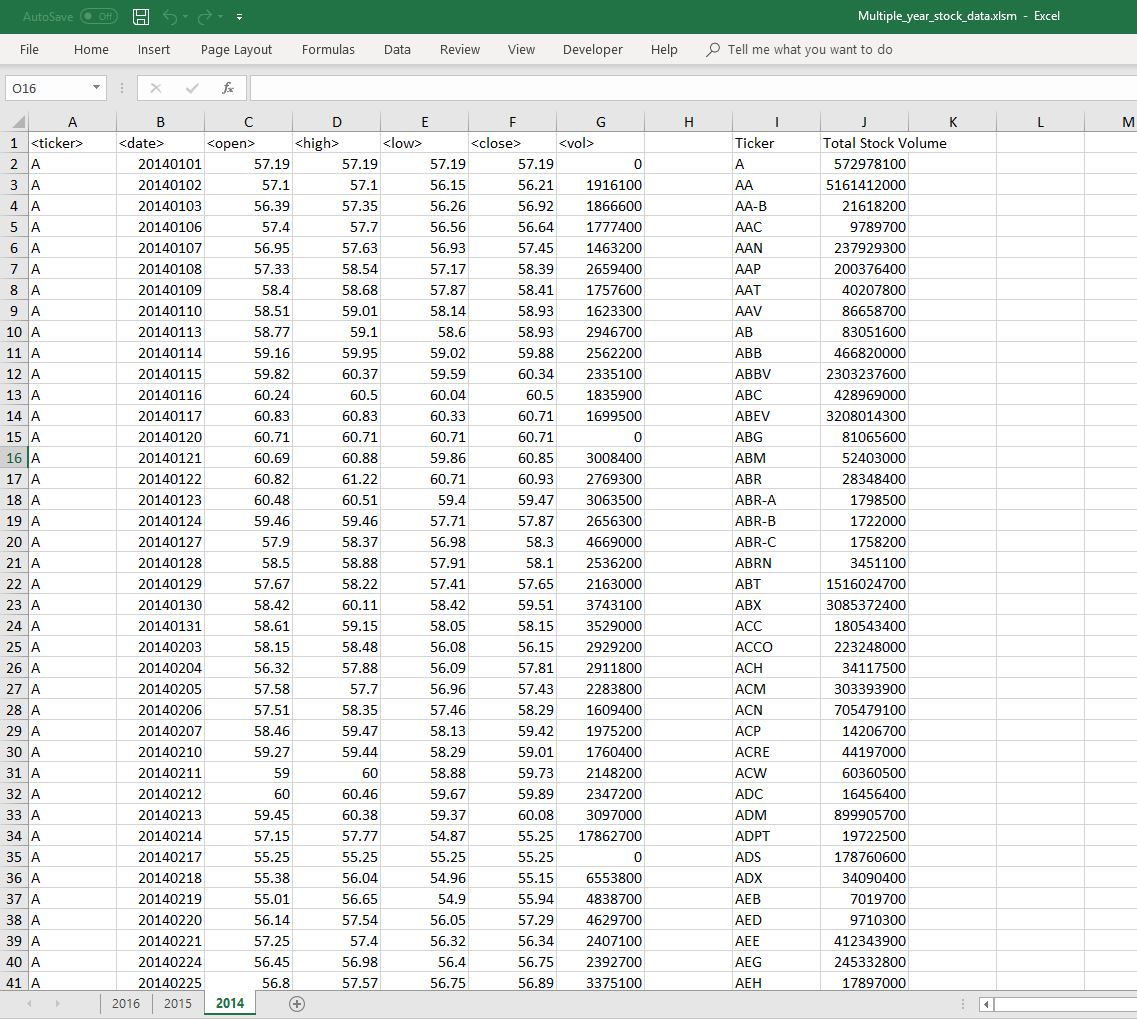 AutoSave Off Multiple_year_stock_data.xlsm - Excel
File Home Insert Page Layout Formulas Data Review View Developer Help Tell me what you want to do
O16 fx
A B C D E F G H I J K L M
1 <ticker> <date> <open> <high> <low> <close> <vol> Ticker Total Stock Volume
2 A 20140101 57.19 57.19 57.19 57.19 0 A 572978100
3 A 20140102 57.1 57.1 56.15 56.21 1916100 AA 5161412000
4 A 20140103 56.39 57.35 56.26 56.92 1866600 AA-B 21618200
5 A 20140106 57.4 57.7 56.56 56.64 1777400 AAC 9789700
6 A 20140107 56.95 57.63 56.93 57.45 1463200 AAN 237929300
7 A 20140108 57.33 58.54 57.17 58.39 2659400 AAP 200376400
8 A 20140109 58.4 58.68 57.87 58.41 1757600 AAT 40207800
9 A 20140110 58.51 59.01 58.14 58.93 1623300 AAV 86658700
10 A 20140113 58.77 59.1 58.6 58.93 2946700 AB 83051600
11 A 20140114 59.16 59.95 59.02 59.88 2562200 ABB 466820000
12 A 20140115 59.82 60.37 59.59 60.34 2335100 ABBV 2303237600
13 A 20140116 60.24 60.5 60.04 60.5 1835900 ABC 428969000
14 A 20140117 60.83 60.83 60.33 60.71 1699500 ABEV 3208014300
15 A 20140120 60.71 60.71 60.71 60.71 0 ABG 81065600
16 A 20140121 60.69 60.88 59.86 60.85 3008400 ABM 52403000
17 A 20140122 60.82 61.22 60.71 60.93 2769300 ABR 28348400
18 A 20140123 60.48 60.51 59.4 59.47 3063500 ABR-A 1798500
19 A 20140124 59.46 59.46 57.71 57.87 2656300 ABR-B 1722000
20 A 20140127 57.9 58.37 56.98 58.3 4669000 ABR-C 1758200
21 A 20140128 58.5 58.88 57.91 58.1 2536200 ABRN 3451100
22 A 20140129 57.67 58.22 57.41 57.65 2163000 ABT 1516024700
23 A 20140130 58.42 60.11 58.42 59.51 3743100 ABX 3085372400
24 A 20140131 58.61 59.15 58.05 58.15 3529000 ACC 180543400
25 A 20140203 58.15 58.48 56.08 56.15 2929200 ACCO 223248000
26 A 20140204 56.32 57.88 56.09 57.81 2911800 ACH 34117500
27 A 20140205 57.58 57.7 56.96 57.43 2283800 ACM 303393900
28 A 20140206 57.51 58.35 57.46 58.29 1609400 ACN 705479100
29 A 20140207 58.46 59.47 58.13 59.42 1975200 ACP 14206700
30 A 20140210 59.27 59.44 58.29 59.01 1760400 ACRE 44197000
31 A 20140211 59 60 58.88 59.73 2148200 ACW 60360500
32 A 20140212 60 60.46 59.67 59.89 2347200 ADC 16456400
33 A 20140213 59.45 60.38 59.37 60.08 3097000 ADM 899905700
34 A 20140214 57.15 57.77 54.87 55.25 17862700 ADPT 19722500
35 A 20140217 55.25 55.25 55.25 55.25 0 ADS 178760600
36 A 20140218 55.38 56.04 54.96 55.15 6553800 ADX 34090400
37 A 20140219 55.01 56.65 54.9 55.94 4838700 AEB 7019700
38 A 20140220 56.14 57.54 56.05 57.29 4629700 AED 9710300
39 A 20140221 57.25 57.4 56.32 56.34 2407100 AEE 412343900
40 A 20140224 56.45 56.98 56.4 56.75 2392700 AEG 245332800
41 A 20140225 56.8 57.57 56.75 56.89 3375100 AEH 17897000
2016 2015 2014